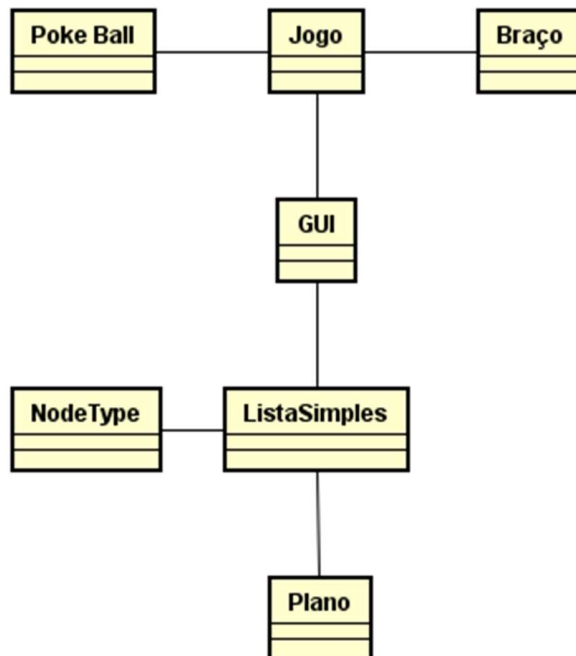 Poke Ball
Jogo
Braço
GUI
NodeType
ListaSimples
Plano